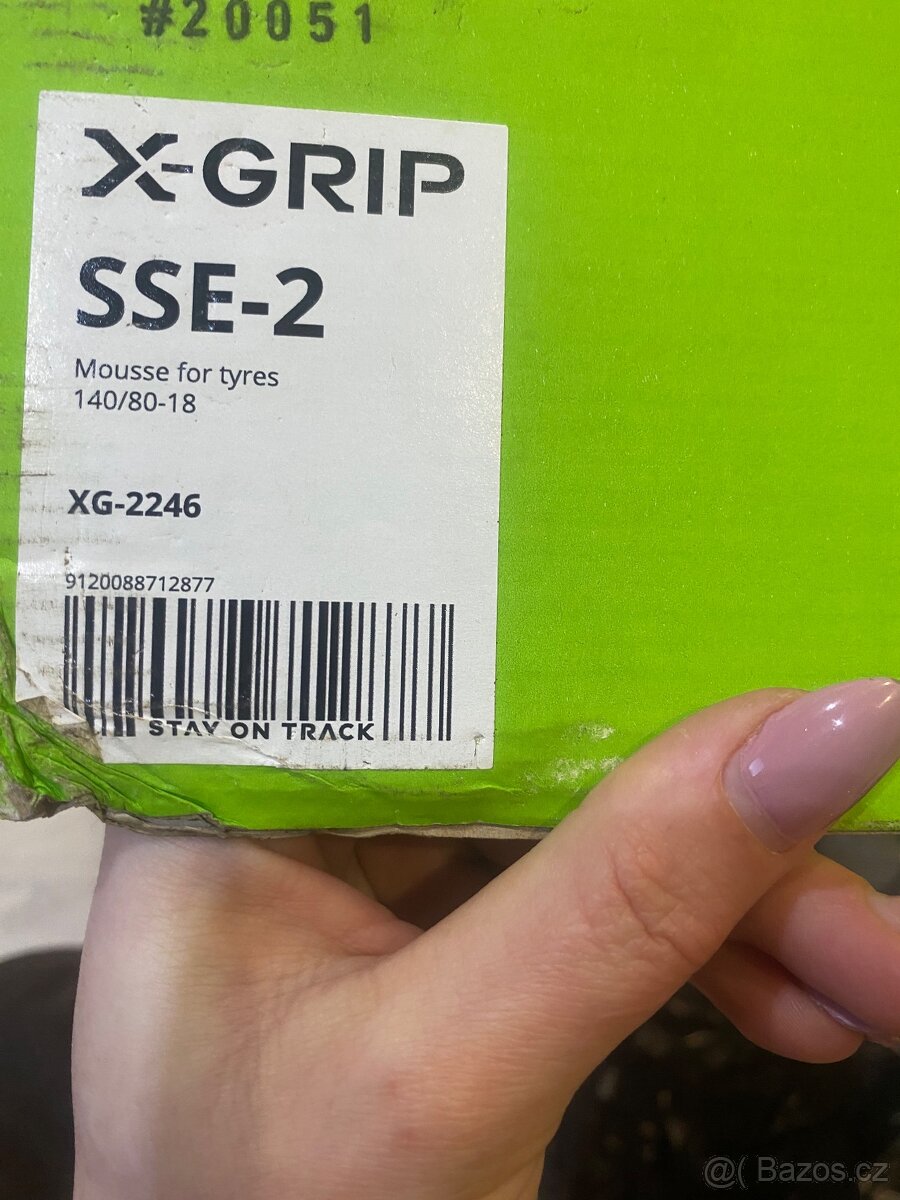 #20051
X-GRIP
SSE-2
Mousse for tyres
140/80-18
XG-2246
9120088712877
STAY ON TRACK
@( Bazos.cz